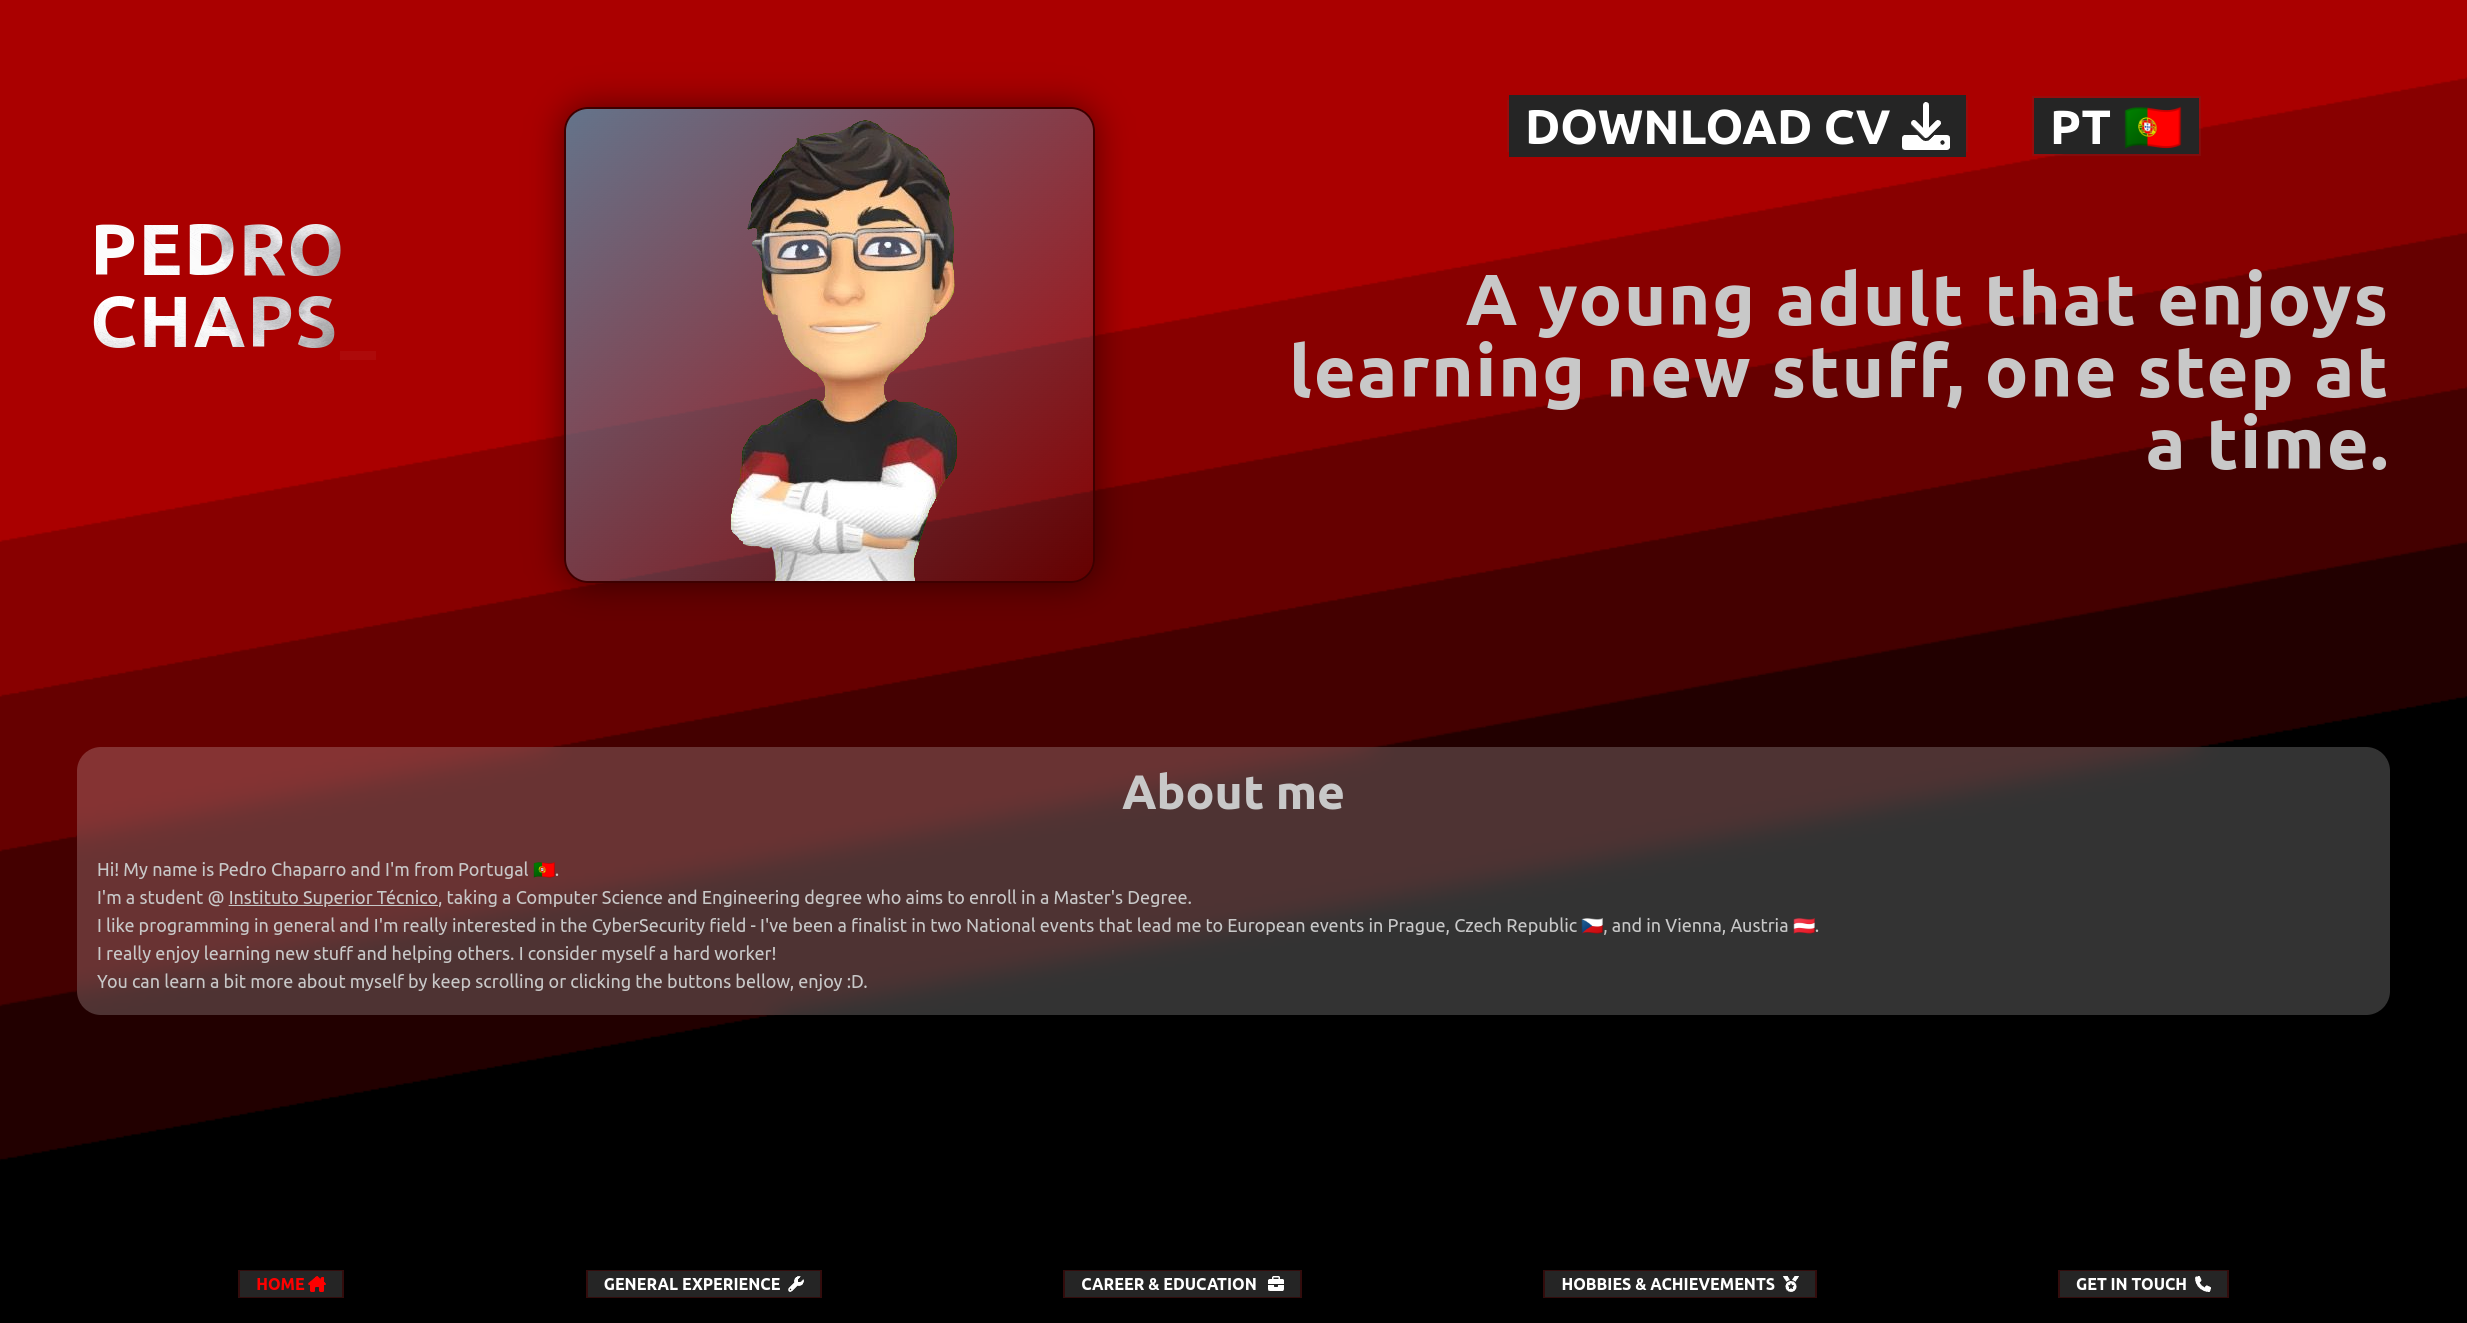 DOWNLOAD CV
PT
PEDRO
CHAPS_
A young adult that enjoys
learning new stuff, one step at
a time.
About me
Hi! My name is Pedro Chaparro and I'm from Portugal 🇵🇹.
I'm a student @ Instituto Superior Técnico, taking a Computer Science and Engineering degree who aims to enroll in a Master's Degree.
I like programming in general and I'm really interested in the CyberSecurity field - I've been a finalist in two National events that lead me to European events in Prague, Czech Republic 🇨🇿, and in Vienna, Austria 🇦🇹.
I really enjoy learning new stuff and helping others. I consider myself a hard worker!
You can learn a bit more about myself by keep scrolling or clicking the buttons bellow, enjoy :D.
HOME
GENERAL EXPERIENCE
CAREER & EDUCATION
HOBBIES & ACHIEVEMENTS
GET IN TOUCH